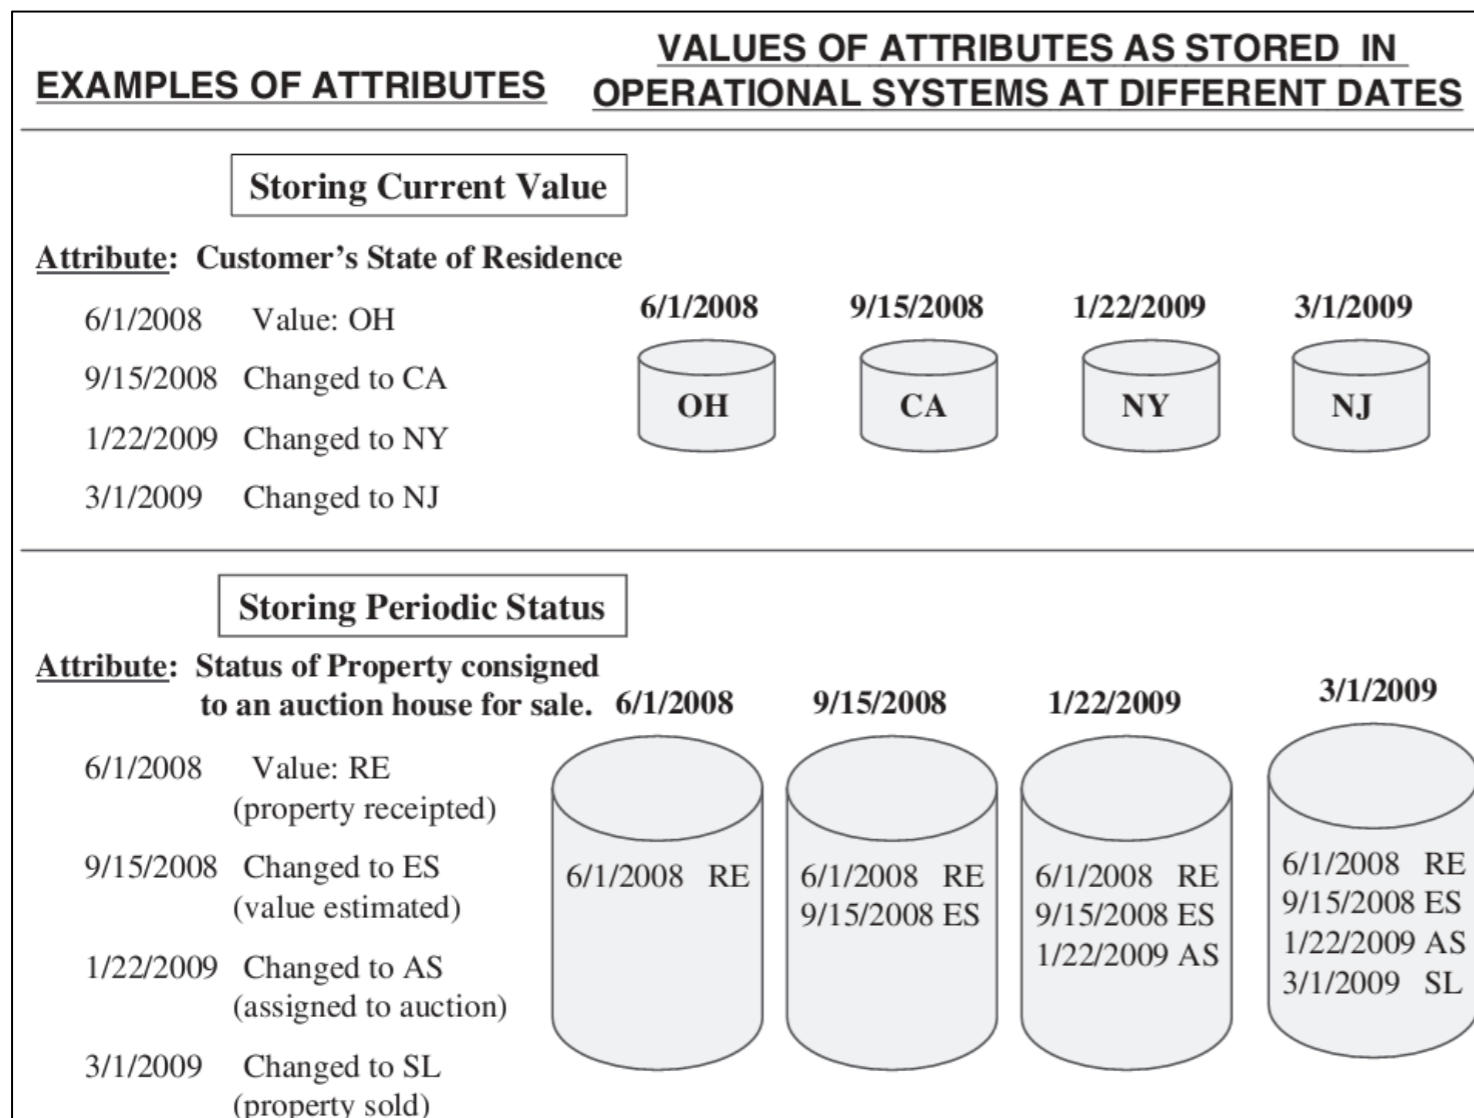 EXAMPLES OF ATTRIBUTES
VALUES OF ATTRIBUTES AS STORED IN
OPERATIONAL SYSTEMS AT DIFFERENT DATES
Storing Current Value
Attribute: Customer’s State of Residence
6/1/2008 Value: OH
9/15/2008 Changed to CA
1/22/2009 Changed to NY
3/1/2009 Changed to NJ
6/1/2008 9/15/2008 1/22/2009 3/1/2009
OH CA NY NJ
Storing Periodic Status
Attribute: Status of Property consigned
to an auction house for sale.
6/1/2008 Value: RE
(property receipted)
9/15/2008 Changed to ES
(value estimated)
1/22/2009 Changed to AS
(assigned to auction)
3/1/2009 Changed to SL
(property sold)
6/1/2008
6/1/2008 RE
9/15/2008
6/1/2008 RE
9/15/2008 ES
1/22/2009
6/1/2008 RE
9/15/2008 ES
1/22/2009 AS
3/1/2009
6/1/2008 RE
9/15/2008 ES
1/22/2009 AS
3/1/2009 SL